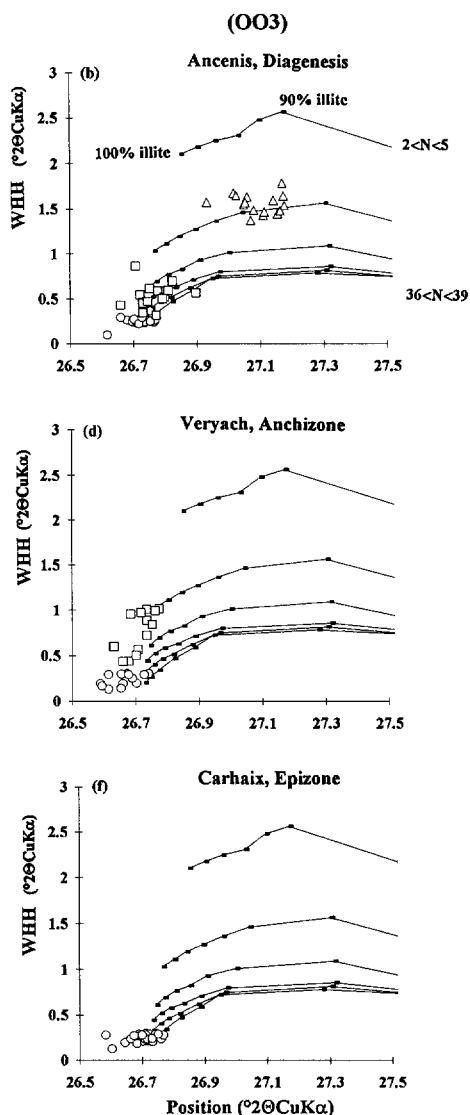 (OO3)
Ancenis, Diagenesis
(b)
90% illite
100% illite
2<N<5
36<N<39
WHH (°2ΘCuKα)
3
2.5
2
1.5
1
0.5
0
26.5 26.7 26.9 27.1 27.3 27.5
Veryach, Anchizone
(d)
WHH (°2ΘCuKα)
3
2.5
2
1.5
1
0.5
0
26.5 26.7 26.9 27.1 27.3 27.5
Carhaix, Epizone
(f)
WHH (°2ΘCuKα)
3
2.5
2
1.5
1
0.5
0
26.5 26.7 26.9 27.1 27.3 27.5
Position (°2ΘCuKα)